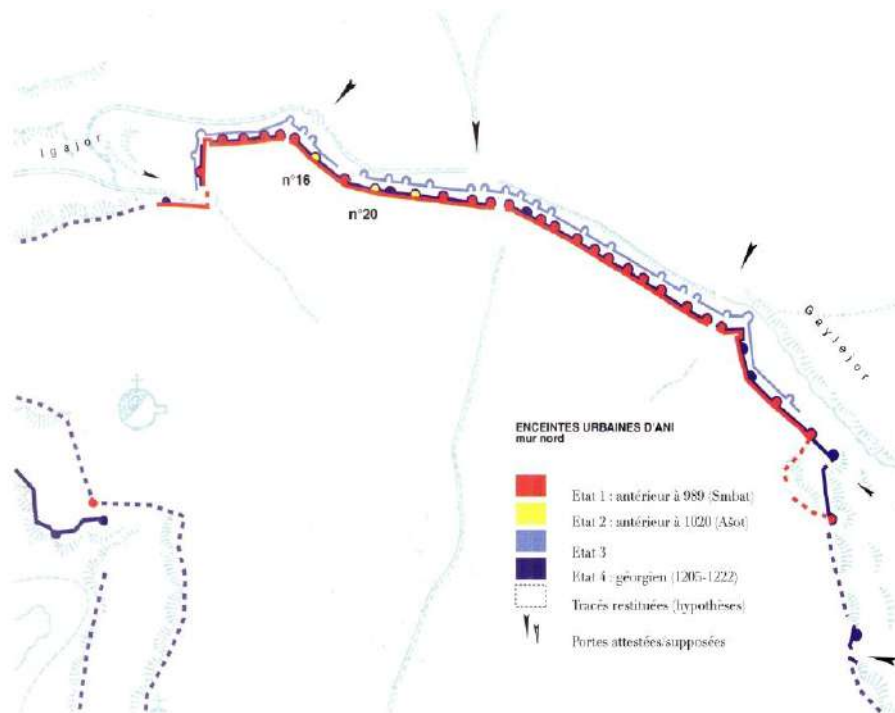 Igajor
n°16
n°20
Gaylejor
ENCEINTES URBAINES D'ANI
mur nord
Etat 1 : antérieur à 989 (Smbat)
Etat 2 : antérieur à 1020 (Ašot)
Etat 3
Etat 4 : géorgien (1205-1222)
Tracés restituées (hypothèses)
Portes attestées/supposées